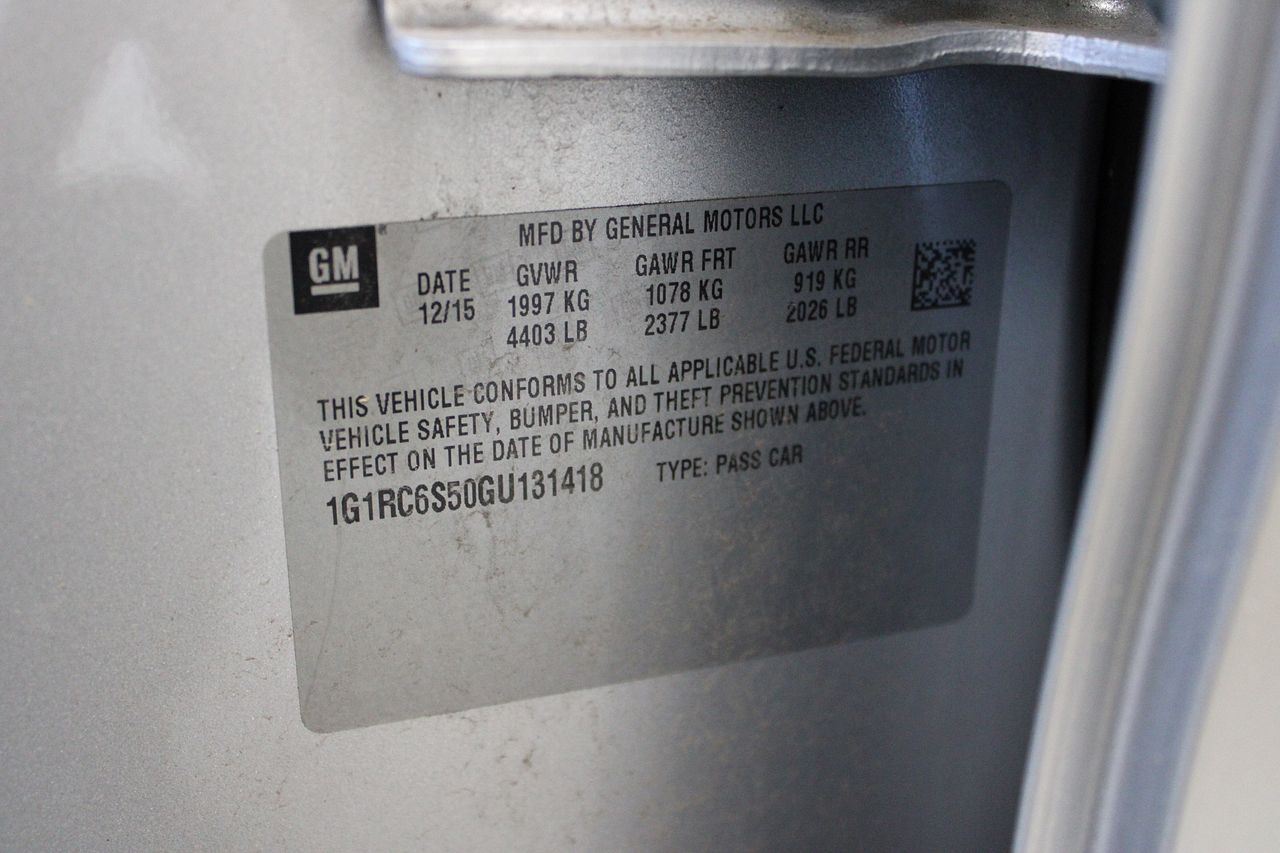 GM
MFD BY GENERAL MOTORS LLC
DATE GVWR GAWR FRT GAWR RR
12/15 1997 KG 1078 KG 919 KG
4403 LB 2377 LB 2026 LB
THIS VEHICLE CONFORMS TO ALL APPLICABLE U.S. FEDERAL MOTOR
VEHICLE SAFETY, BUMPER, AND THEFT PREVENTION STANDARDS IN
EFFECT ON THE DATE OF MANUFACTURE SHOWN ABOVE.
1G1RC6S50GU131418 TYPE: PASS CAR